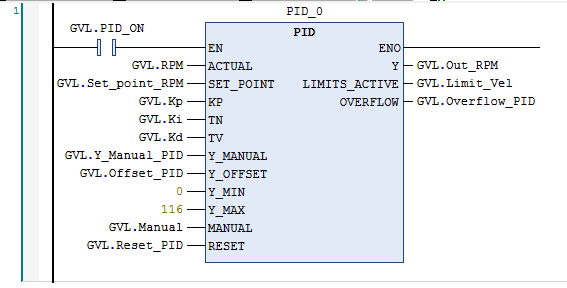 1
PID_0
GVL.PID_ON
PID
EN ENO
GVL.RPM ACTUAL Y GVL.Out_RPM
GVL.Set_point_RPM SET_POINT LIMITS_ACTIVE GVL.Limit_Vel
GVL.Kp KP OVERFLOW GVL.Overflow_PID
GVL.Ki TN
GVL.Kd TV
GVL.Y_Manual_PID Y_MANUAL
GVL.Offset_PID Y_OFFSET
0 Y_MIN
116 Y_MAX
GVL.Manual MANUAL
GVL.Reset_PID RESET